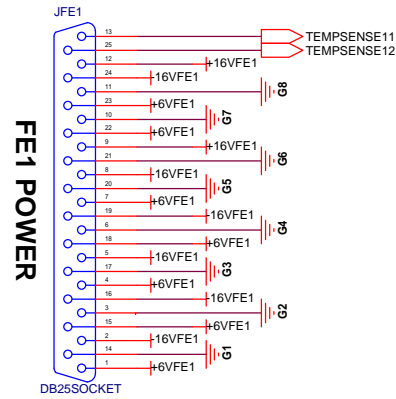 JFE1
13 TEMPSENSE11
25 TEMPSENSE12
12 +16VFE1
24 -16VFE1
11 G8
23 +6VFE1
10 G7
22 +6VFE1
9 +16VFE1
21 G6
8 -16VFE1
20 G5
7 +6VFE1
19 -16VFE1
6 G4
18 +6VFE1
5 -16VFE1
17 G3
4 +6VFE1
16 -16VFE1
3 G2
15 +6VFE1
2 -16VFE1
14 G1
1 +6VFE1
DB25SOCKET
FE1 POWER